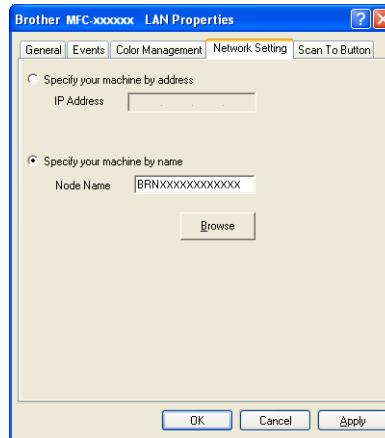 Brother MFC-xxxxxx LAN Properties
General Events Color Management Network Setting Scan To Button
Specify your machine by address
IP Address . . .
Specify your machine by name
Node Name BRNXXXXXXXXXXXX
Browse
OK Cancel Apply